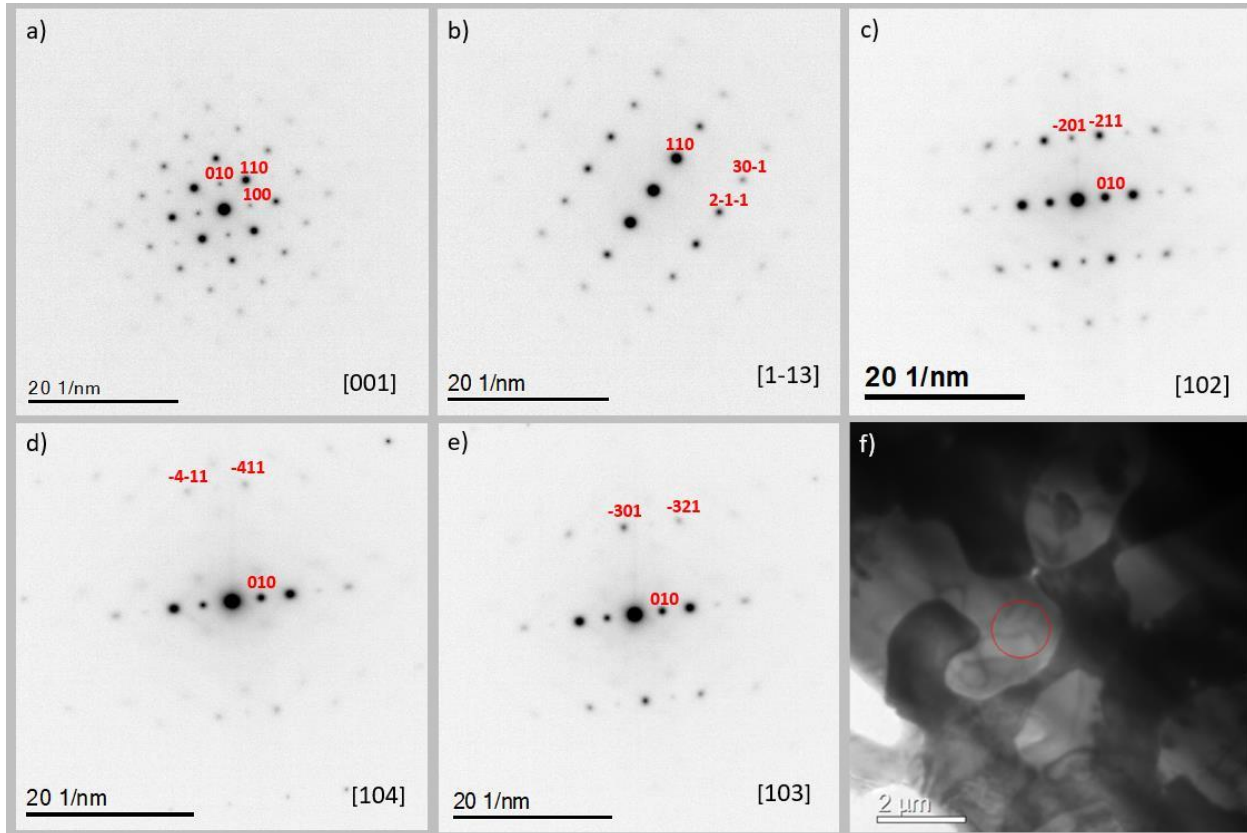 a)
010 110
100
20 1/nm
[001]
b)
110
30-1
2-1-1
20 1/nm
[1-13]
c)
-201 -211
010
20 1/nm
[102]
d)
-4-11 -411
010
20 1/nm
[104]
e)
-301 -321
010
20 1/nm
[103]
f)
2 µm